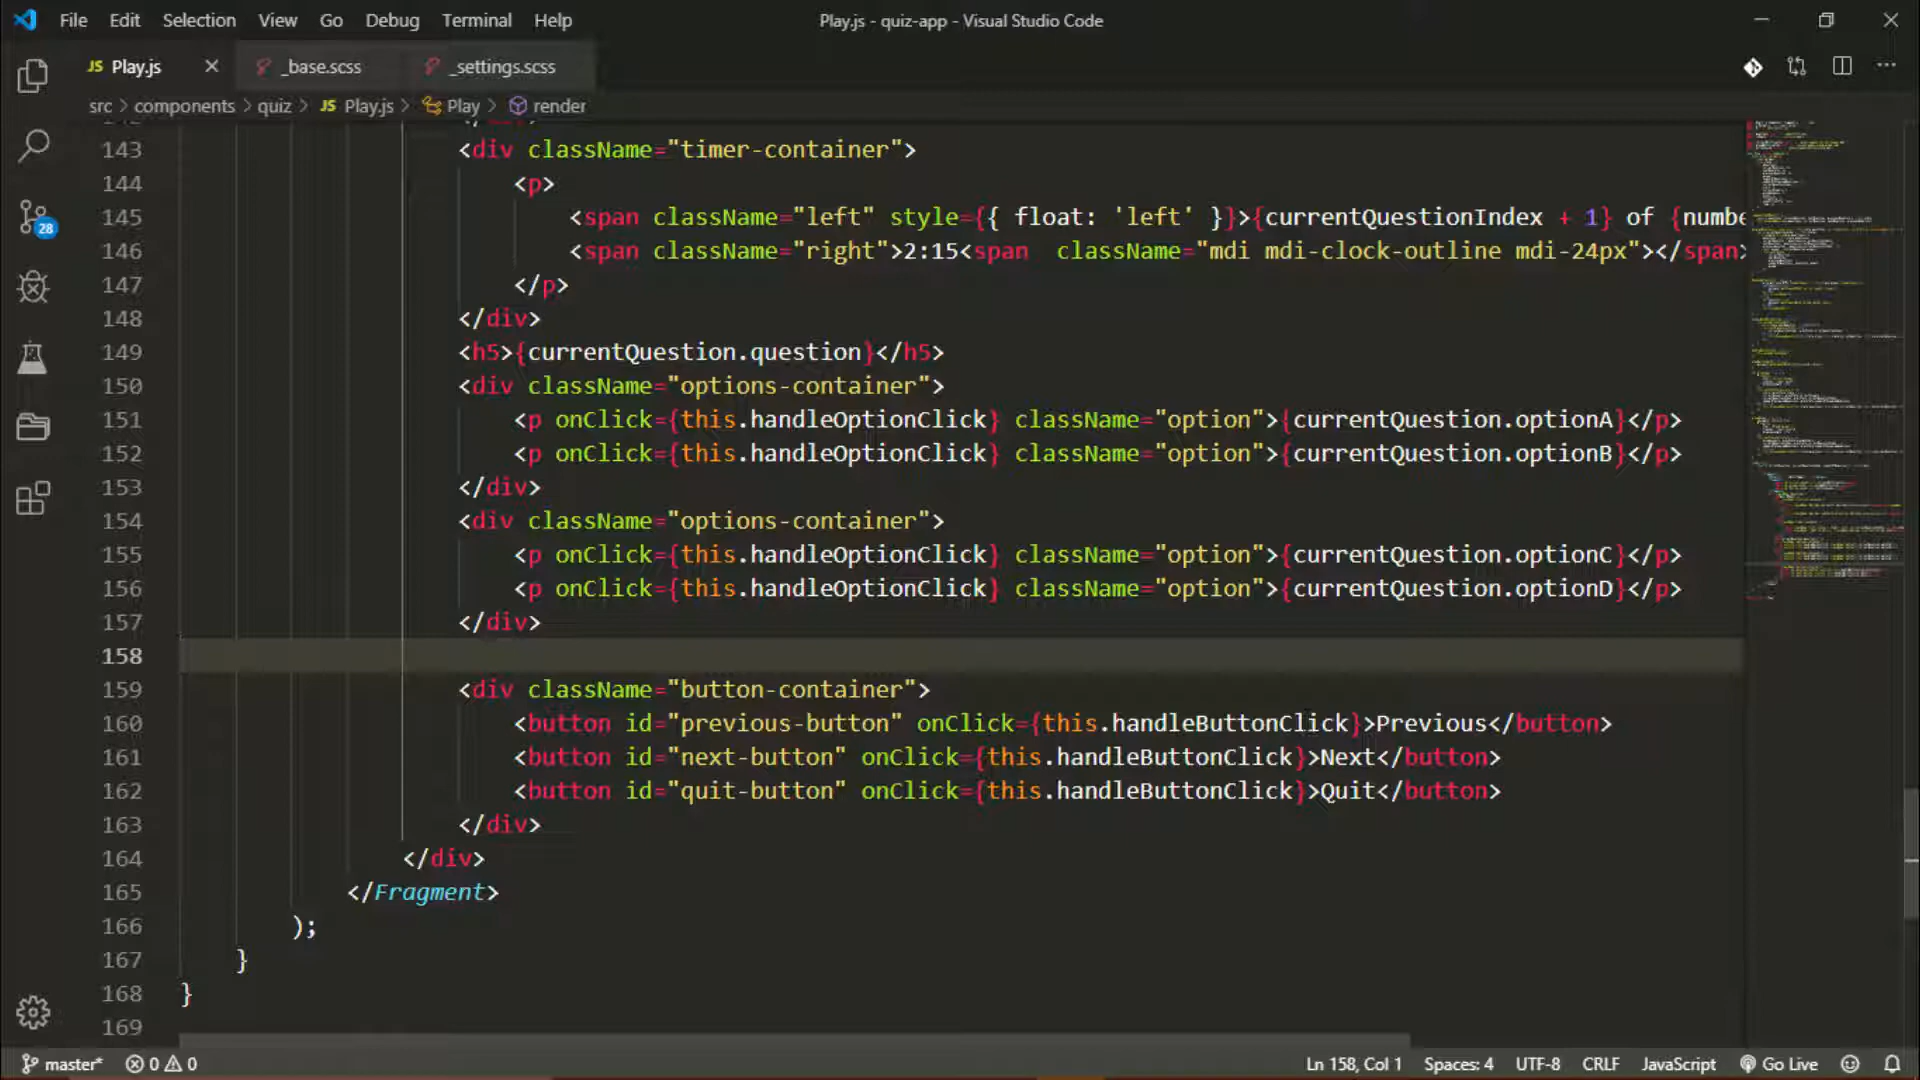 File Edit Selection View Go Debug Terminal Help Play.js - quiz-app - Visual Studio Code
JS Play.js _base.scss _settings.scss
src > components > quiz > JS Play.js > Play > render
143 <div className="timer-container">
144 <p>
145 <span className="left" style={{ float: 'left' }}>{currentQuestionIndex + 1} of {numbe
146 <span className="right">2:15<span  className="mdi mdi-clock-outline mdi-24px"></span>
147 </p>
148 </div>
149 <h5>{currentQuestion.question}</h5>
150 <div className="options-container">
151 <p onClick={this.handleOptionClick} className="option">{currentQuestion.optionA}</p>
152 <p onClick={this.handleOptionClick} className="option">{currentQuestion.optionB}</p>
153 </div>
154 <div className="options-container">
155 <p onClick={this.handleOptionClick} className="option">{currentQuestion.optionC}</p>
156 <p onClick={this.handleOptionClick} className="option">{currentQuestion.optionD}</p>
157 </div>
158
159 <div className="button-container">
160 <button id="previous-button" onClick={this.handleButtonClick}>Previous</button>
161 <button id="next-button" onClick={this.handleButtonClick}>Next</button>
162 <button id="quit-button" onClick={this.handleButtonClick}>Quit</button>
163 </div>
164 </div>
165 </Fragment>
166 );
167 }
168 }
169
28
master* 0 0 Ln 158, Col 1 Spaces: 4 UTF-8 CRLF JavaScript Go Live